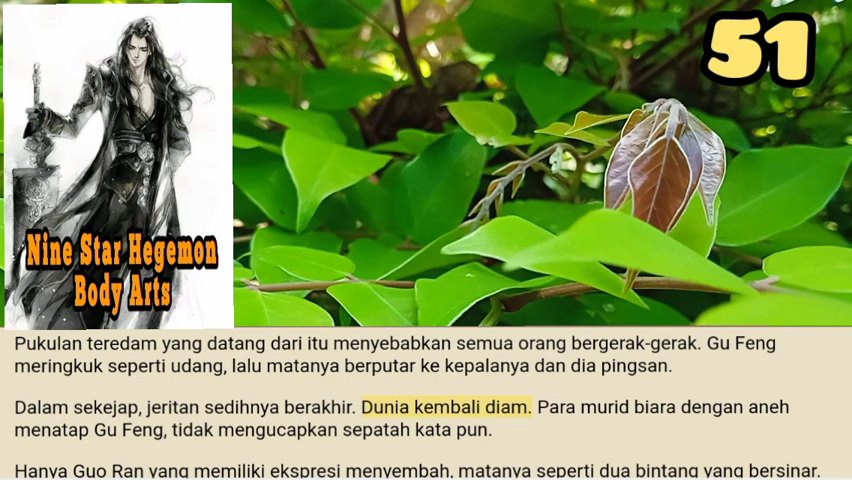 51
Nine Star Hegemon
Body Arts
Pukulan teredam yang datang dari itu menyebabkan semua orang bergerak-gerak. Gu Feng
meringkuk seperti udang, lalu matanya berputar ke kepalanya dan dia pingsan.
Dalam sekejap, jeritan sedihnya berakhir. Dunia kembali diam. Para murid biara dengan aneh
menatap Gu Feng, tidak mengucapkan sepatah kata pun.
Hanya Guo Ran yang memiliki ekspresi menyembah, matanya seperti dua bintang yang bersinar.